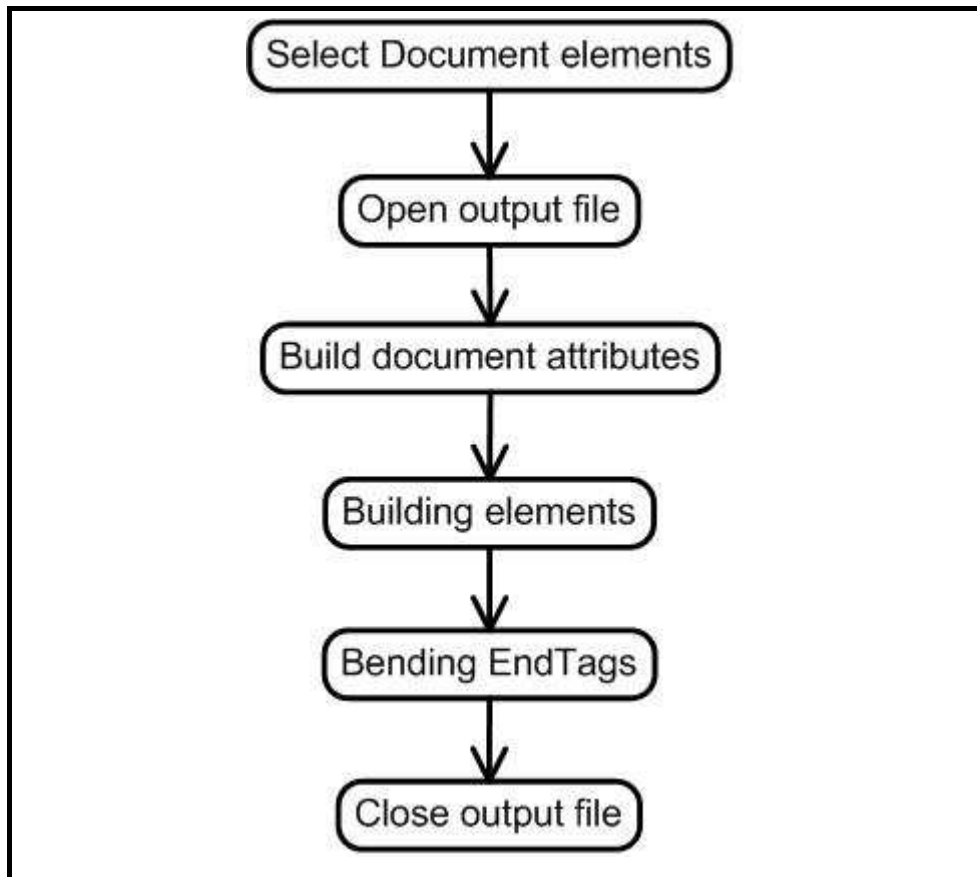 Select Document elements
Open output file
Build document attributes
Building elements
Bending EndTags
Close output file